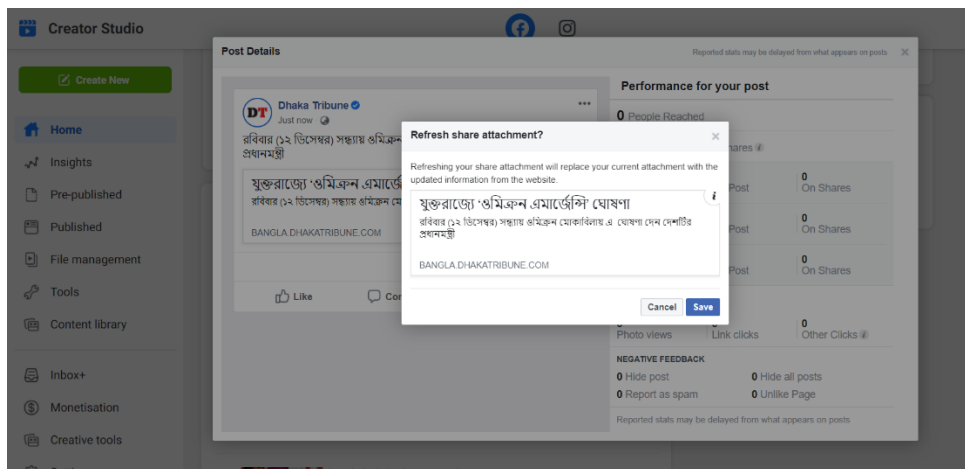 Creator Studio
Create New
Home
Insights
Pre-published
Published
File management
Tools
Content library
Inbox+
Monetisation
Creative tools
Post Details
Reported stats may be delayed from what appears on posts
DT
Dhaka Tribune
Just now
রবিবার (১২ ডিসেম্বর) সন্ধ্যায় ওমিক্রন
প্রধানমন্ত্রী
যুক্তরাজ্যে 'ওমিক্রন এমার্জে
রবিবার (১২ ডিসেম্বর) সন্ধ্যায় ওমিক্রন মো
BANGLA.DHAKATRIBUNE.COM
Like
Refresh share attachment?
Refreshing your share attachment will replace your current attachment with the
updated information from the website.
যুক্তরাজ্যে 'ওমিক্রন এমার্জেন্সি' ঘোষণা
রবিবার (১২ ডিসেম্বর) সন্ধ্যায় ওমিক্রন মোকাবিলায় এ ঘোষণা দেন দেশটির
প্রধানমন্ত্রী
BANGLA.DHAKATRIBUNE.COM
Cancel Save
Performance for your post
0 People Reached
Post
0
On Shares
Post
0
On Shares
Post
0
On Shares
Photo views
Link clicks
0
Other Clicks
NEGATIVE FEEDBACK
0 Hide post 0 Hide all posts
0 Report as spam 0 Unlike Page
Reported stats may be delayed from what appears on posts